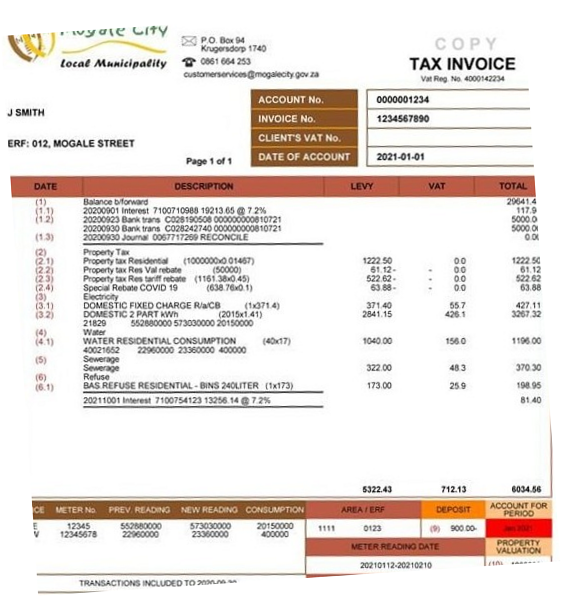 Mogale City
Local Municipality
P.O. Box 94
Krugersdorp 1740
0861 664 253
customerservices@mogalecity.gov.za
COPY
TAX INVOICE
Vat Reg. No. 4000142234
J SMITH
ERF: 012, MOGALE STREET
Page 1 of 1
ACCOUNT No. 0000001234
INVOICE No. 1234567890
CLIENT'S VAT No.
DATE OF ACCOUNT 2021-01-01
DATE DESCRIPTION LEVY VAT TOTAL
(1) Balance b/forward 29641.4
(1.1) 20200901 Interest 7100710988 19213.65 @ 7.2% 117.9
(1.2) 20200923 Bank trans C028190508 000000000810721 5000.0
20200930 Bank trans C028242740 000000000810721 5000.0
(1.3) 20200930 Journal 0067717269 RECONCILE 0.0
(2) Property Tax
(2.1) Property tax Residential (1000000x0.01467) 1222.50 - 0.0 1222.50
(2.2) Property tax Res Val rebate (50000) 61.12- - 0.0 61.12
(2.3) Property tax Res tariff rebate (1161.38x0.45) 522.62- - 0.0 522.62
(2.4) Special Rebate COVID 19 (638.76x0.1) 63.88- - 0.0 63.88
(3) Electricity
(3.1) DOMESTIC FIXED CHARGE R/aCB (1x371.4) 371.40 55.7 427.11
(3.2) DOMESTIC 2 PART kWh (2015x1.41) 2841.15 426.1 3267.32
21829 552880000 573030000 20150000
(4) Water
(4.1) WATER RESIDENTIAL CONSUMPTION (40x17) 1040.00 156.0 1196.00
40021652 22960000 23360000 400000
(5) Sewerage
Sewerage 322.00 48.3 370.30
(6) Refuse
(6.1) BAS.REFUSE RESIDENTIAL - BINS 240LITER (1x173) 173.00 25.9 198.95
20211001 Interest 7100754123 13256.14 @ 7.2% 81.40
5322.43 712.13 6034.56
CE METER No. PREV. READING NEW READING CONSUMPTION AREA / ERF DEPOSIT ACCOUNT FOR PERIOD
E 12345 552880000 573030000 20150000 1111 0123 (9) 900.00- Jan 2021
W 12345678 22960000 23360000 400000
METER READING DATE PROPERTY VALUATION
20210112-20210210
TRANSACTIONS INCLUDED TO 2020-09-30